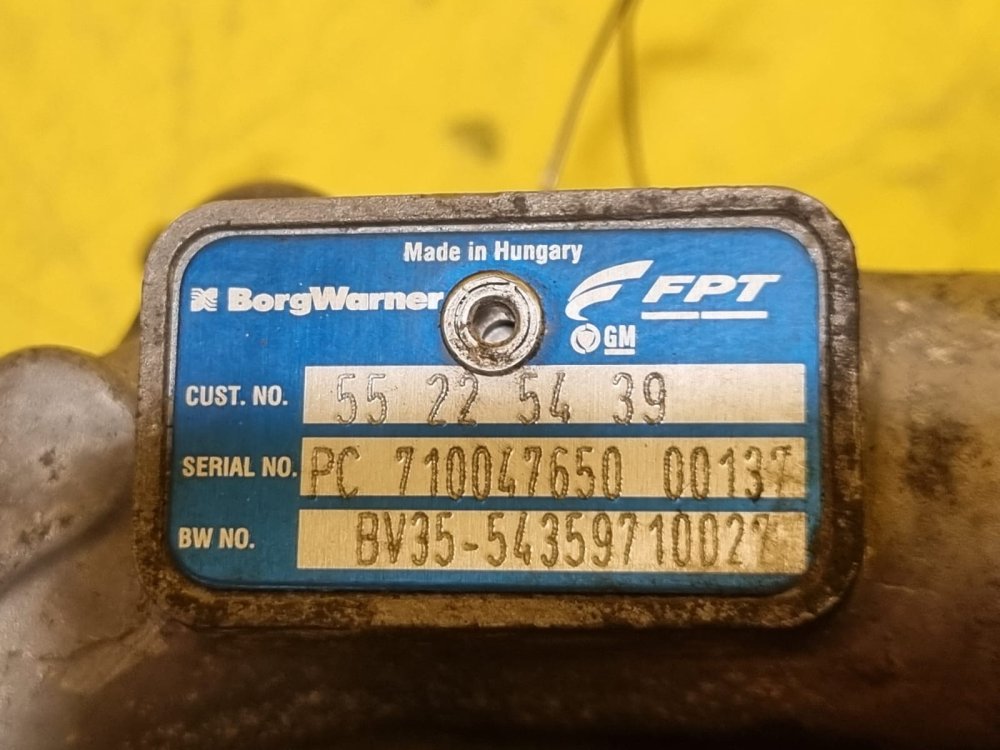 Made in Hungary
BorgWarner FPT
GM
CUST. NO. 55 22 54 39
SERIAL NO. PC 710047650 00137
BW NO. BV35-54359710027